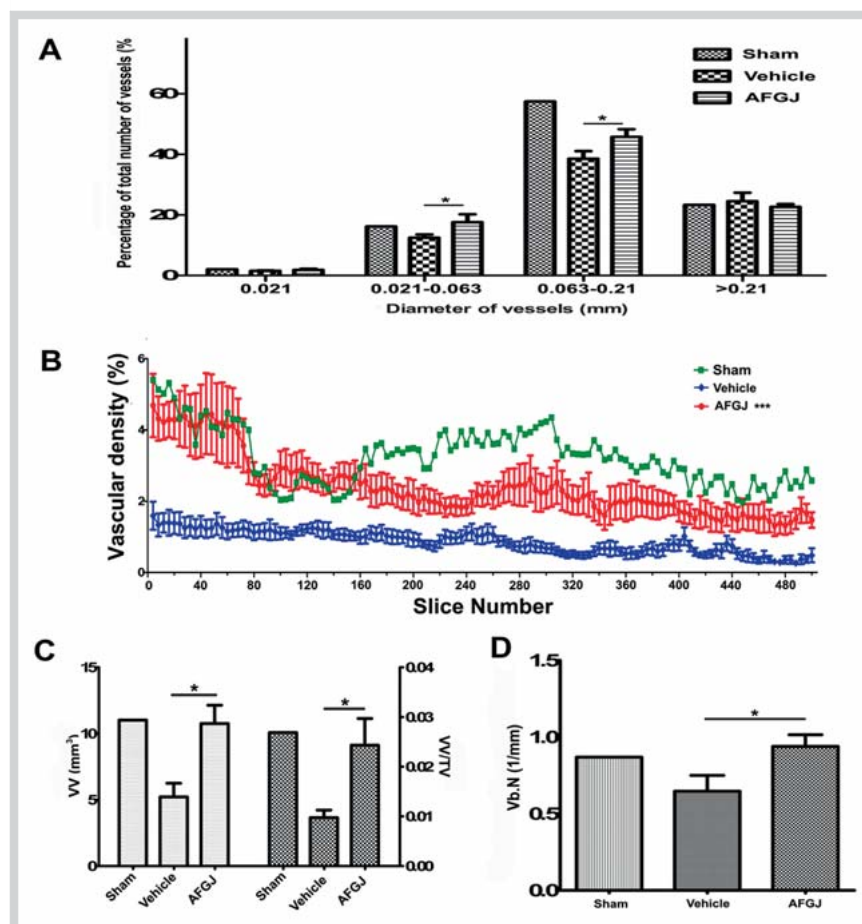 A
Percentage of total number of vessels (%
60
40
20
0
Sham
Vehicle
AFGJ
*
*
0.021
0.021-0.063
0.063-0.21
>0.21
Diameter of vessels (mm)
B
Vascular density (%)
6
4
2
0
Sham
Vehicle
AFGJ ***
0 40 80 120 160 200 240 280 320 360 400 440 480
Slice Number
C
VV (mm³)
15
10
5
0
*
*
0.04
0.03
0.02
0.01
0.00
VV/TV
Sham
Vehicle
AFGJ
Sham
Vehicle
AFGJ
D
Vb.N (1/mm)
1.5
1.0
0.5
0.0
*
Sham
Vehicle
AFGJ